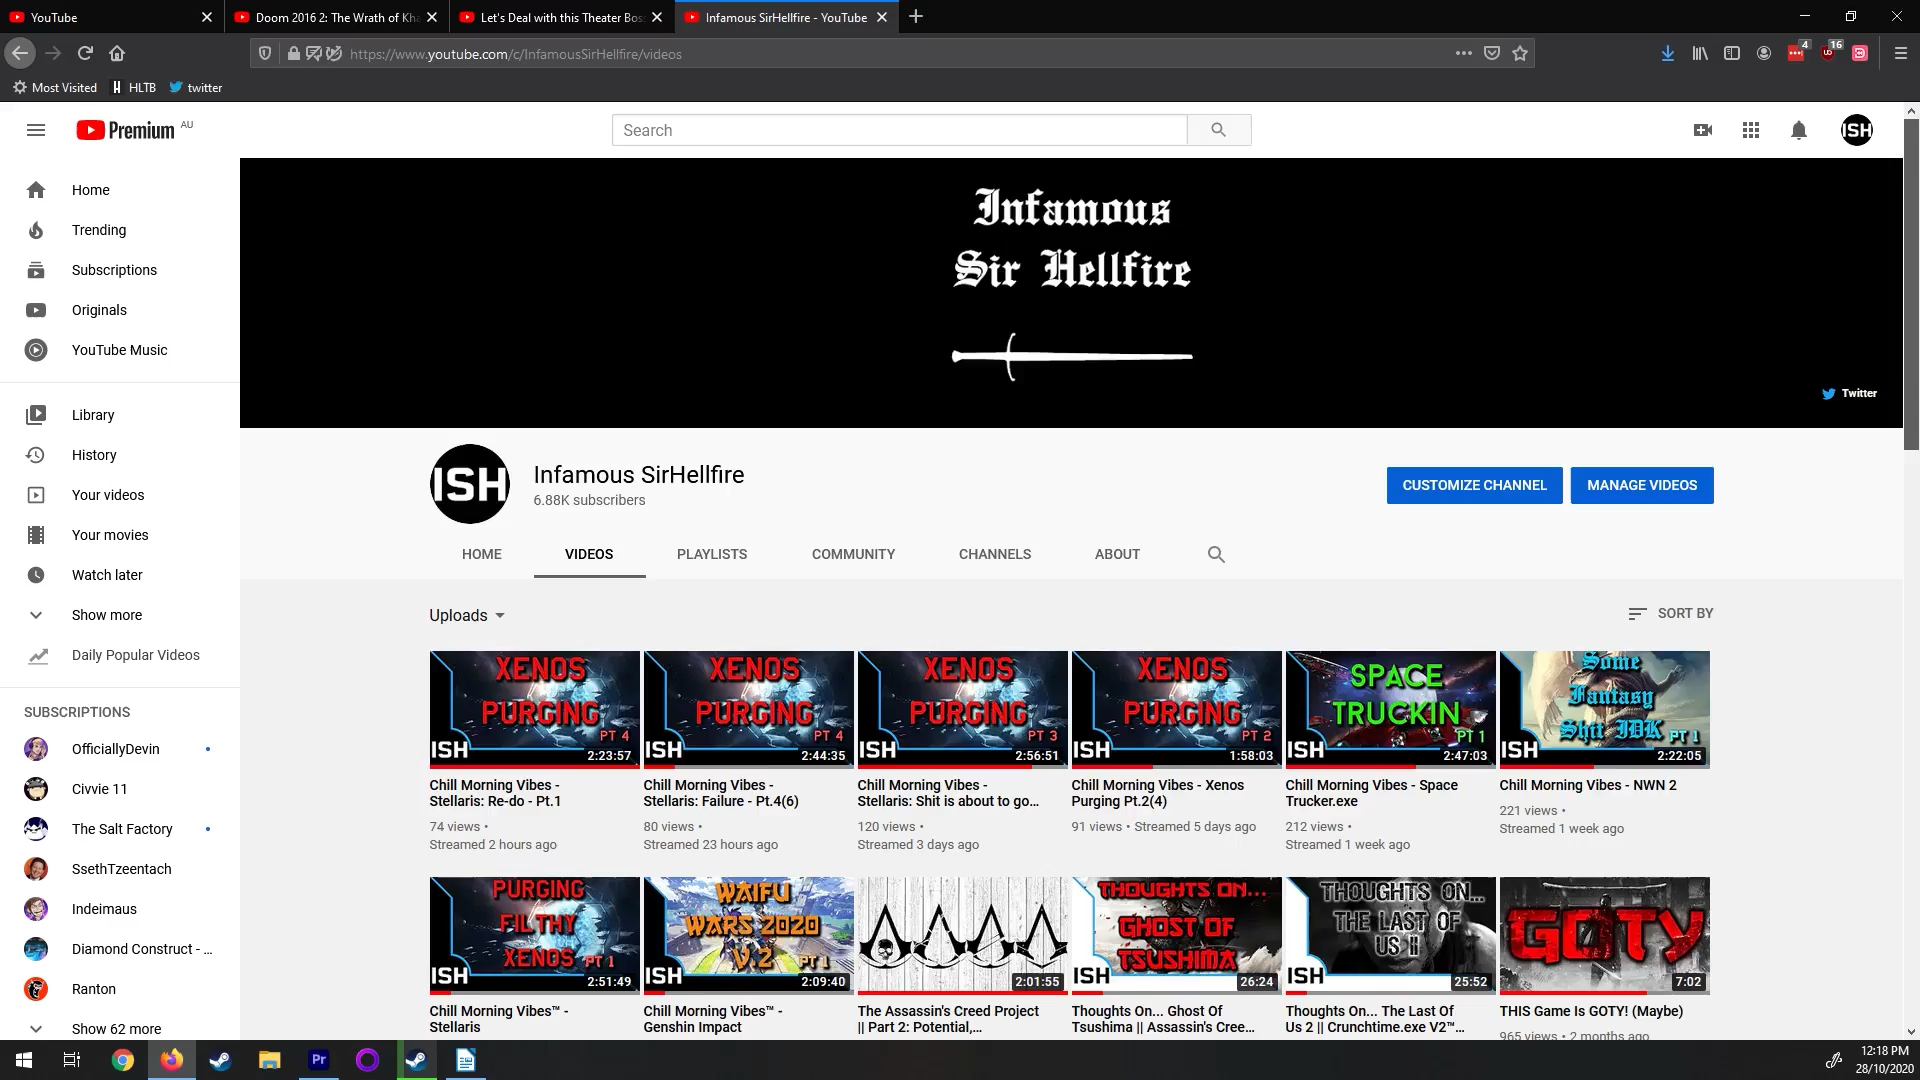 YouTube
Doom 2016 2: The Wrath of Kha
Let's Deal with this Theater Bos
Infamous SirHellfire - YouTube
https://www.youtube.com/c/InfamousSirHellfire/videos
4
16
Most Visited
H HLTB
twitter
Premium AU
Search
ISH
Home
Trending
Subscriptions
Originals
YouTube Music
Library
History
Your videos
Your movies
Watch later
Show more
Daily Popular Videos
SUBSCRIPTIONS
OfficiallyDevin
Civvie 11
The Salt Factory
SsethTzeentach
Indeimaus
Diamond Construct - ...
Ranton
Show 62 more
Infamous
Sir Hellfire
Twitter
ISH
Infamous SirHellfire
6.88K subscribers
CUSTOMIZE CHANNEL
MANAGE VIDEOS
HOME
VIDEOS
PLAYLISTS
COMMUNITY
CHANNELS
ABOUT
Uploads
SORT BY
XENOS
PURGING
PT 4
ISH
2:23:57
Chill Morning Vibes -
Stellaris: Re-do - Pt.1
74 views •
Streamed 2 hours ago
XENOS
PURGING
PT 4
ISH
2:44:35
Chill Morning Vibes -
Stellaris: Failure - Pt.4(6)
80 views •
Streamed 23 hours ago
XENOS
PURGING
PT 3
ISH
2:56:51
Chill Morning Vibes -
Stellaris: Shit is about to go...
120 views •
Streamed 3 days ago
XENOS
PURGING
PT 2
ISH
1:58:03
Chill Morning Vibes - Xenos
Purging Pt.2(4)
91 views • Streamed 5 days ago
SPACE
TRUCKIN
PT 1
ISH
2:47:03
Chill Morning Vibes - Space
Trucker.exe
212 views •
Streamed 1 week ago
Some
Fantasy
Shit IDK PT 1
ISH
2:22:05
Chill Morning Vibes - NWN 2
221 views •
Streamed 1 week ago
PURGING
FILTHY
XENOS PT 1
ISH
2:51:49
Chill Morning Vibes™ -
Stellaris
WAIFU
WARS 2020
V.2 PT 1
ISH
2:09:40
Chill Morning Vibes™ -
Genshin Impact
2:01:55
The Assassin's Creed Project
|| Part 2: Potential,...
THOUGHTS ON...
GHOST OF
TSUSHIMA
ISH
26:24
Thoughts On... Ghost Of
Tsushima || Assassin's Cree...
THOUGHTS ON...
THE LAST OF
US II
ISH
25:52
Thoughts On... The Last Of
Us 2 || Crunchtime.exe V2™...
GOTY
7:02
THIS Game Is GOTY! (Maybe)
965 views • 2 months ago
Pr
12:18 PM
28/10/2020